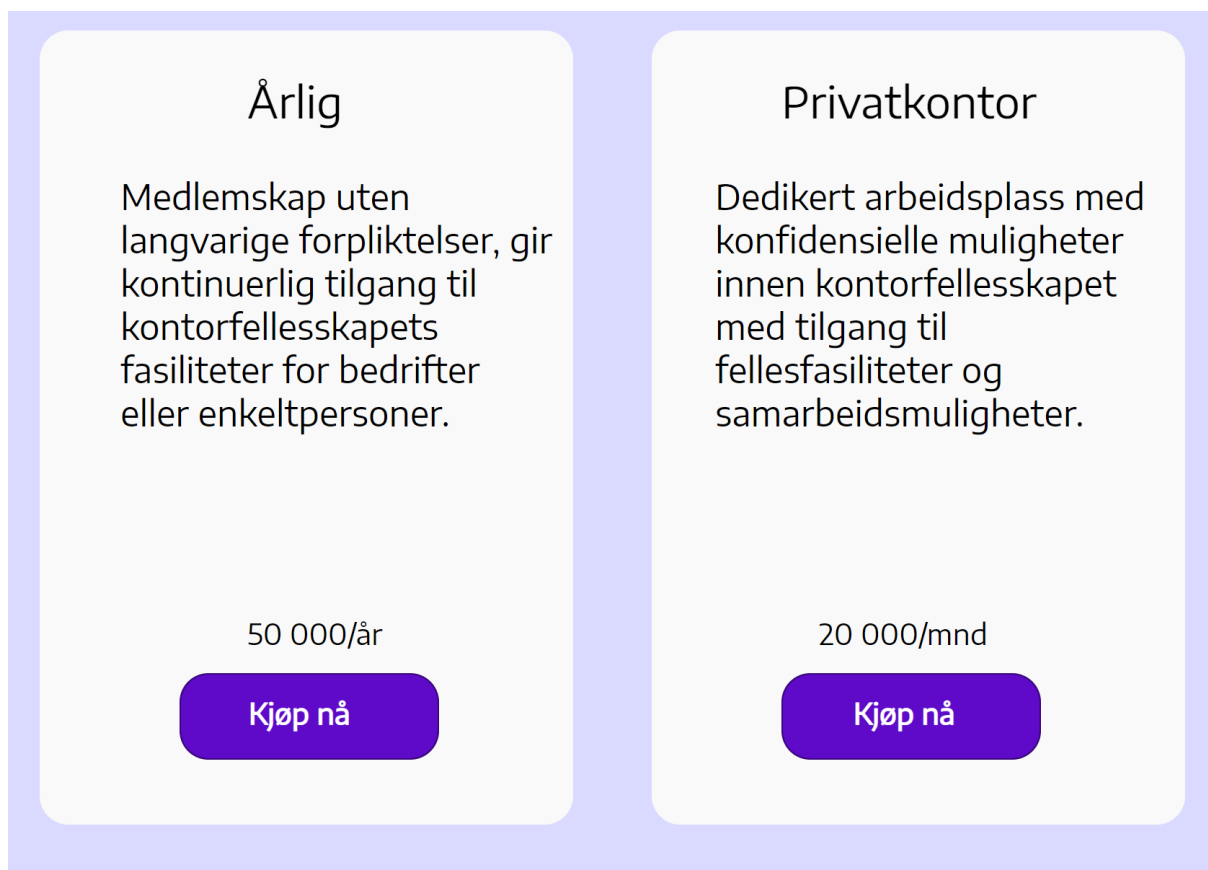 Årlig
Medlemskap uten
langvarige forpliktelser, gir
kontinuerlig tilgang til
kontorfellesskapets
fasiliteter for bedrifter
eller enkeltpersoner.
50 000/år
Kjøp nå
Privatkontor
Dedikert arbeidsplass med
konfidensielle muligheter
innen kontorfellesskapet
med tilgang til
fellesfasiliteter og
samarbeidsmuligheter.
20 000/mnd
Kjøp nå